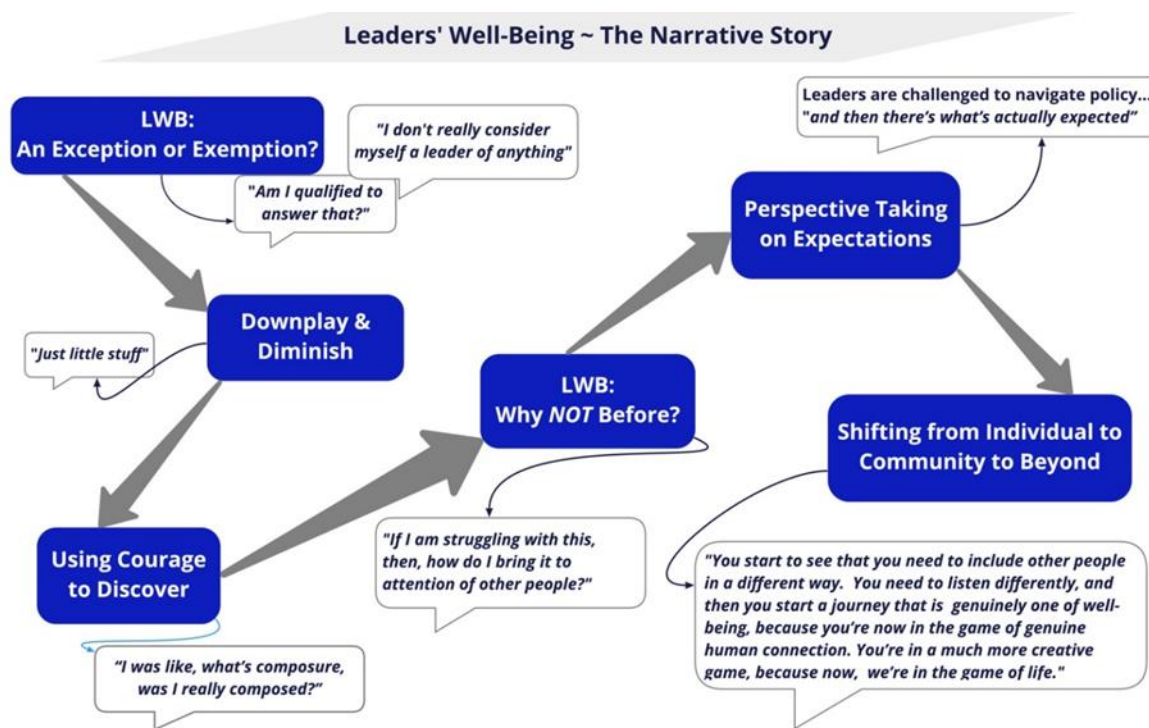 Leaders' Well-Being ~ The Narrative Story
LWB:
An Exception or Exemption?
"I don't really consider
myself a leader of anything"
"Am I qualified to
answer that?"
Downplay &
Diminish
"Just little stuff"
Using Courage
to Discover
“I was like, what’s composure,
was I really composed?”
LWB:
Why NOT Before?
"If I am struggling with this,
then, how do I bring it to
attention of other people?”
Perspective Taking
on Expectations
Leaders are challenged to navigate policy...
"and then there’s what’s actually expected”
Shifting from Individual to
Community to Beyond
"You start to see that you need to include other people
in a different way.  You need to listen differently, and
then you start a journey that is  genuinely one of well-
being, because you’re now in the game of genuine
human connection. You’re in a much more creative
game, because now,  we’re in the game of life."